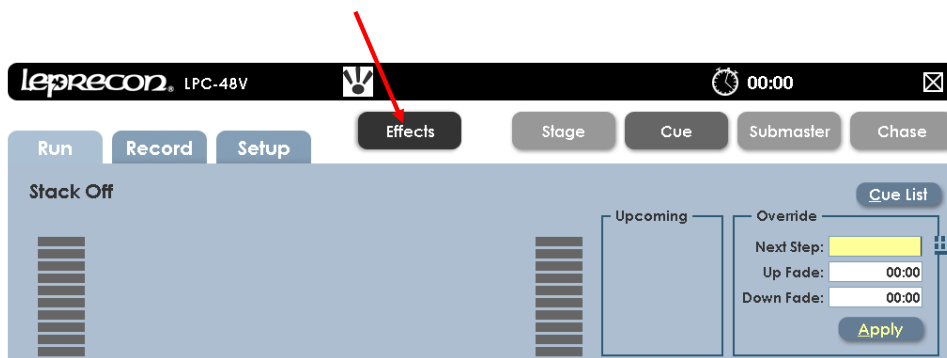 leprecon® LPC-48V 00:00
Effects Stage Cue Submaster Chase
Run Record Setup
Stack Off
Cue List
Upcoming Override
Next Step:
Up Fade: 00:00
Down Fade: 00:00
Apply